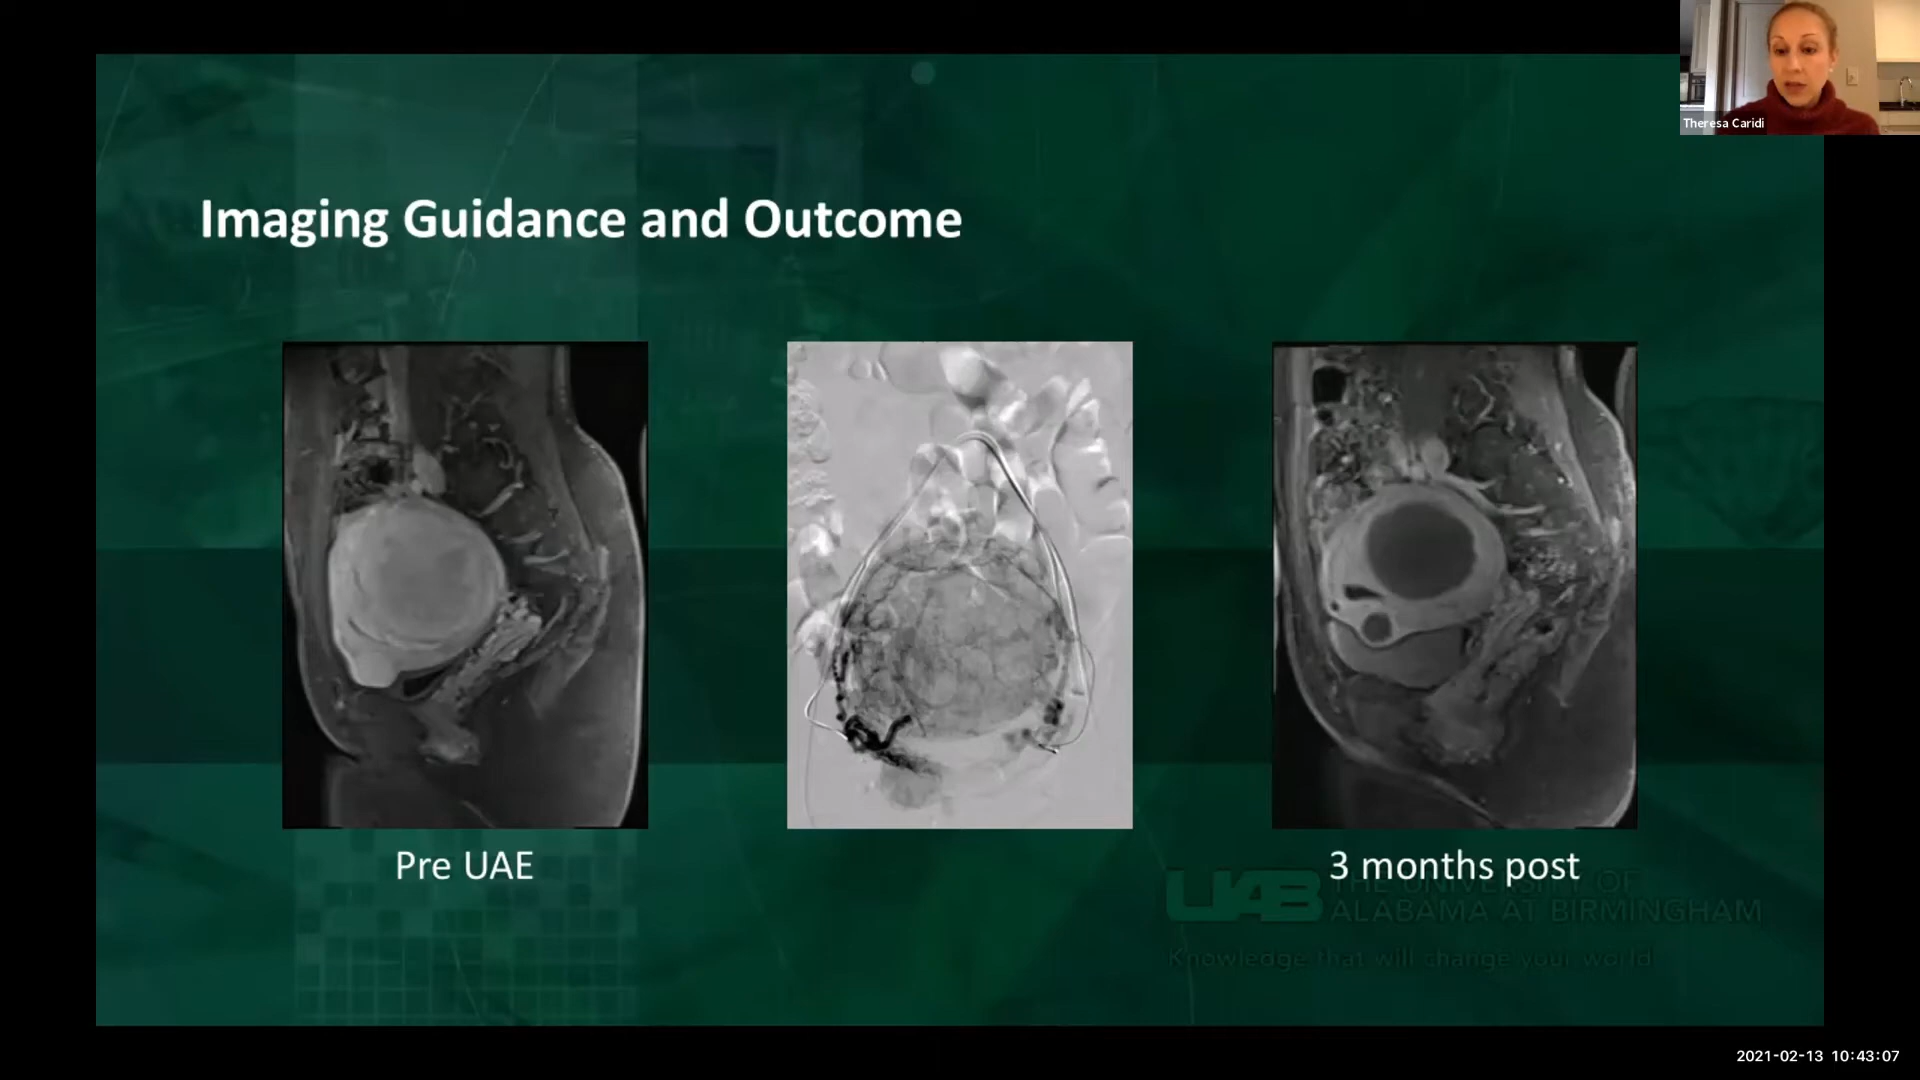 Theresa Caridi
Imaging Guidance and Outcome
Pre UAE
3 months post
UAB
THE UNIVERSITY OF
ALABAMA AT BIRMINGHAM
Knowledge that will change your world
2021-02-13 10:43:07